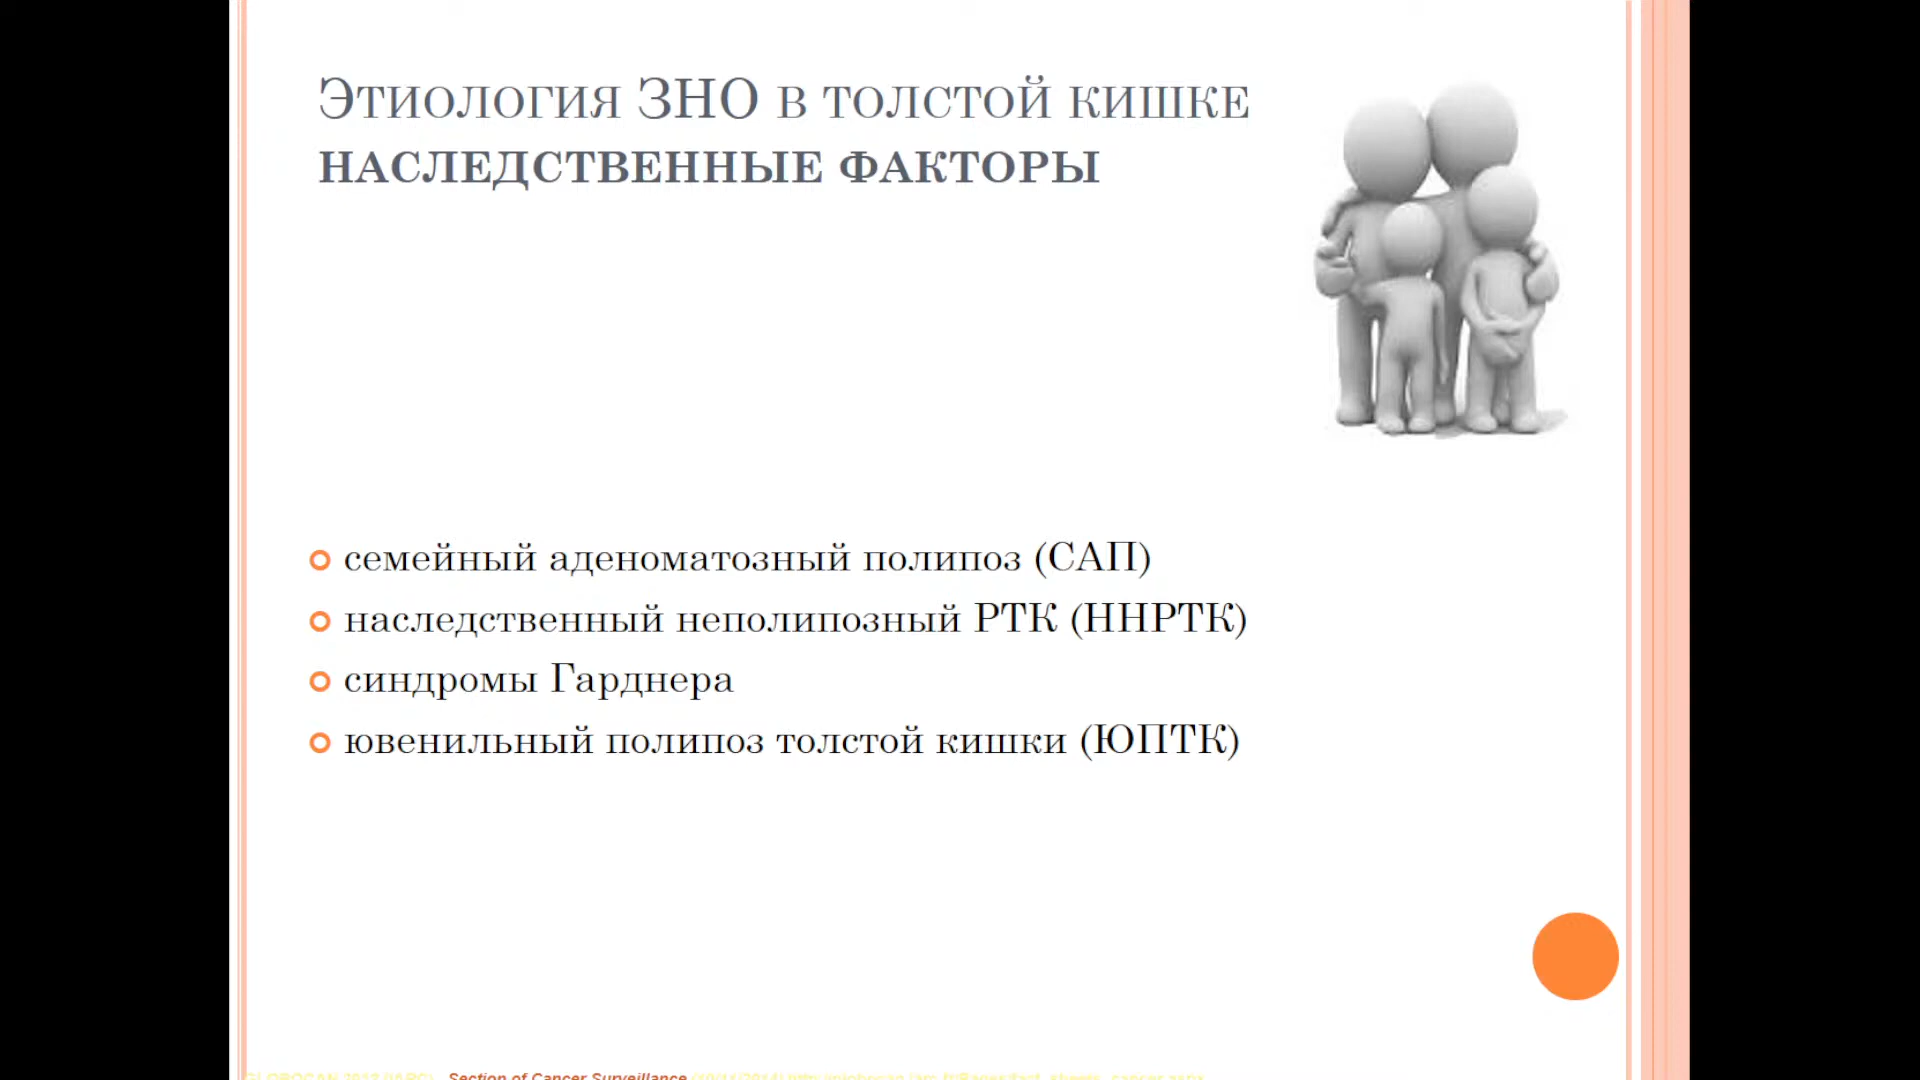 Этиология ЗНО в толстой кишке
наследственные факторы
семейный аденоматозный полипоз (САП)
наследственный неполипозный РТК (ННРТК)
синдромы Гарднера
ювенильный полипоз толстой кишки (ЮПТК)
Section of Cancer Surveillance